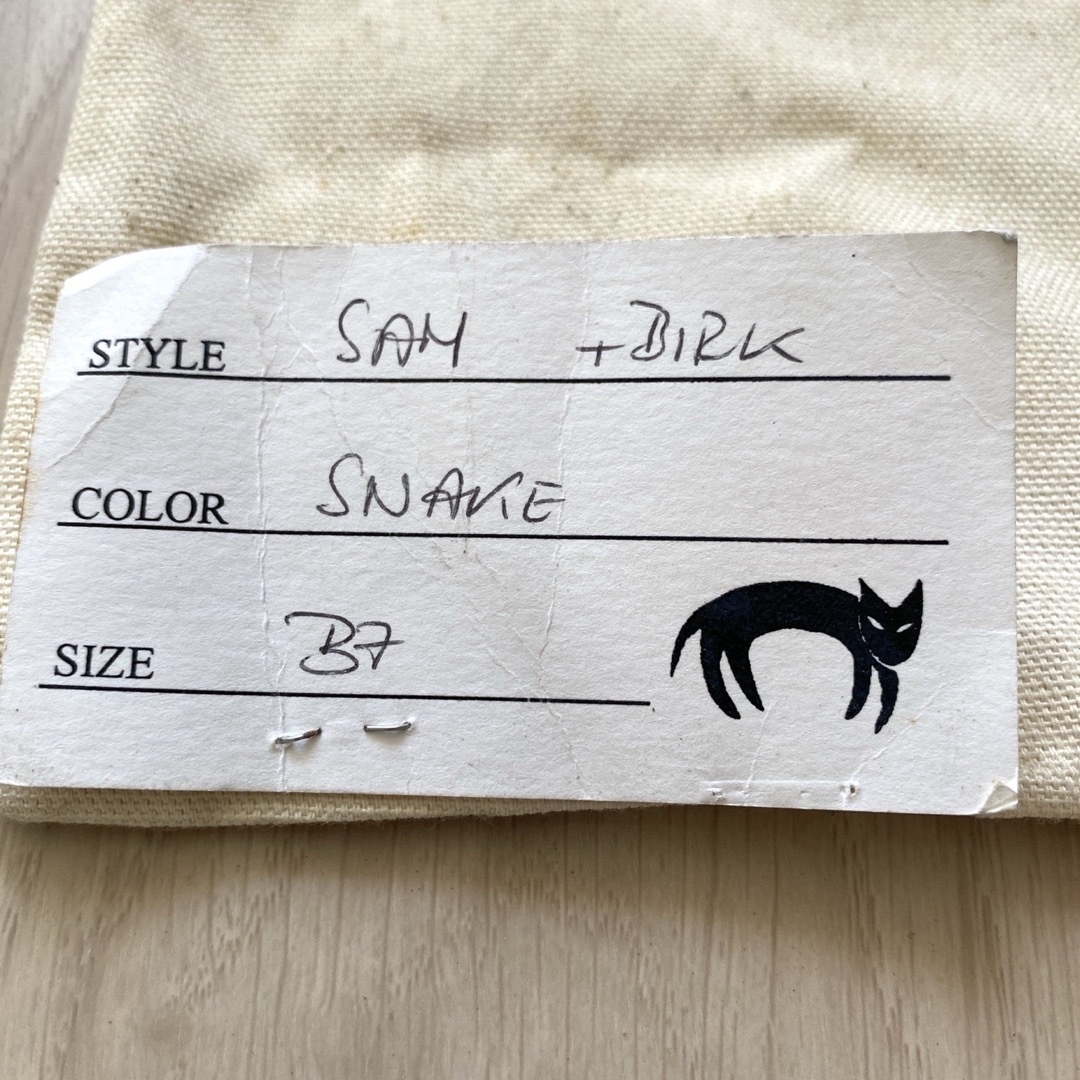 STYLE SAM +BIRK
COLOR SNAKE
SIZE B7